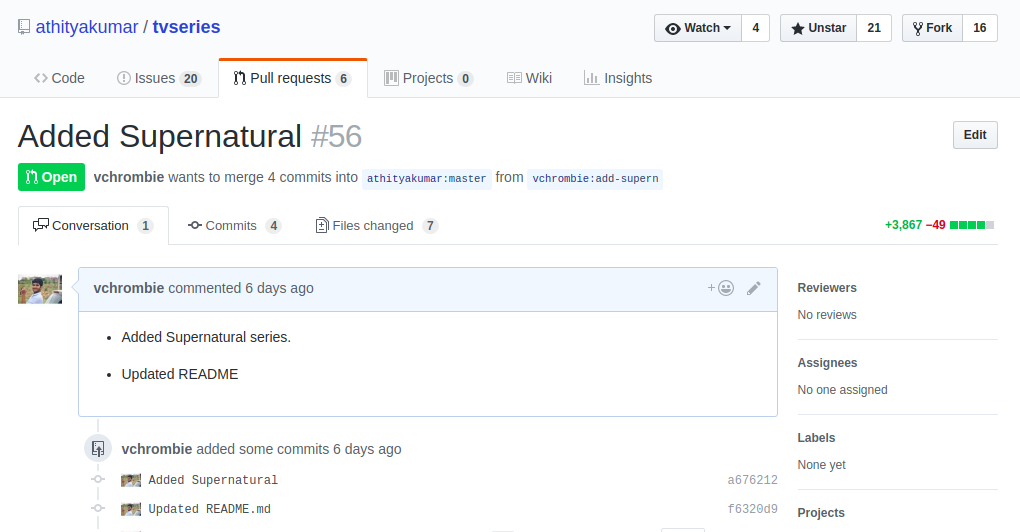 athityakumar / tvseries Watch 4 Unstar 21 Fork 16
Code Issues 20 Pull requests 6 Projects 0 Wiki Insights
Added Supernatural #56 Edit
Open vchrombie wants to merge 4 commits into athityakumar:master from vchrombie:add-supern
Conversation 1 Commits 4 Files changed 7 +3,867 −49
vchrombie commented 6 days ago +
Reviewers
No reviews
• Added Supernatural series.
• Updated README
Assignees
No one assigned
vchrombie added some commits 6 days ago
Added Supernatural a676212
Updated README.md f6320d9
Labels
None yet
Projects